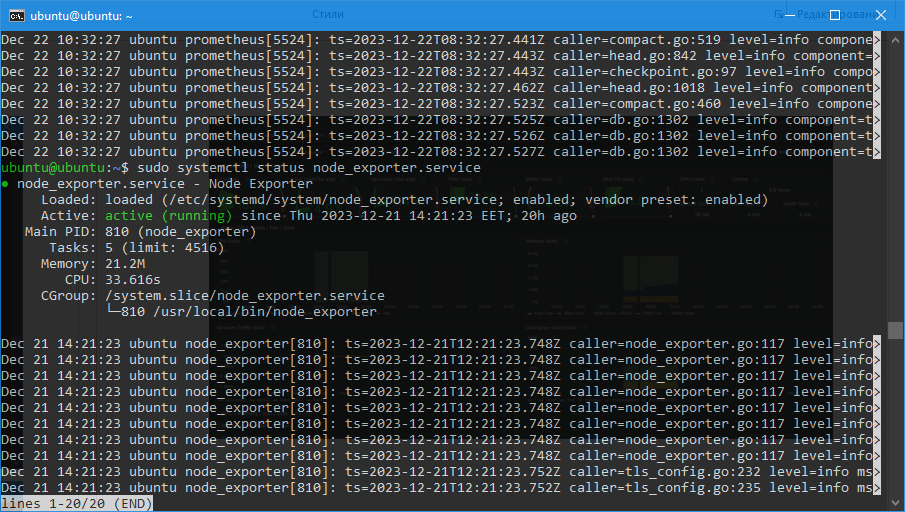 ubuntu@ubuntu: ~
Стили
Редактирование
Dec 22 10:32:27 ubuntu prometheus[5524]: ts=2023-12-22T08:32:27.441Z caller=compact.go:519 level=info compone>
Dec 22 10:32:27 ubuntu prometheus[5524]: ts=2023-12-22T08:32:27.443Z caller=head.go:842 level=info component=>
Dec 22 10:32:27 ubuntu prometheus[5524]: ts=2023-12-22T08:32:27.443Z caller=checkpoint.go:97 level=info compo>
Dec 22 10:32:27 ubuntu prometheus[5524]: ts=2023-12-22T08:32:27.462Z caller=head.go:1018 level=info component>
Dec 22 10:32:27 ubuntu prometheus[5524]: ts=2023-12-22T08:32:27.523Z caller=compact.go:460 level=info compone>
Dec 22 10:32:27 ubuntu prometheus[5524]: ts=2023-12-22T08:32:27.525Z caller=db.go:1302 level=info component=t>
Dec 22 10:32:27 ubuntu prometheus[5524]: ts=2023-12-22T08:32:27.526Z caller=db.go:1302 level=info component=t>
Dec 22 10:32:27 ubuntu prometheus[5524]: ts=2023-12-22T08:32:27.527Z caller=db.go:1302 level=info component=t>
ubuntu@ubuntu:~$ sudo systemctl status node_exporter.service
● node_exporter.service - Node Exporter
Loaded: loaded (/etc/systemd/system/node_exporter.service; enabled; vendor preset: enabled)
Active: active (running) since Thu 2023-12-21 14:21:23 EET; 20h ago
Main PID: 810 (node_exporter)
Tasks: 5 (limit: 4516)
Memory: 21.2M
CPU: 33.616s
CGroup: /system.slice/node_exporter.service
└─810 /usr/local/bin/node_exporter
Dec 21 14:21:23 ubuntu node_exporter[810]: ts=2023-12-21T12:21:23.748Z caller=node_exporter.go:117 level=info>
Dec 21 14:21:23 ubuntu node_exporter[810]: ts=2023-12-21T12:21:23.748Z caller=node_exporter.go:117 level=info>
Dec 21 14:21:23 ubuntu node_exporter[810]: ts=2023-12-21T12:21:23.748Z caller=node_exporter.go:117 level=info>
Dec 21 14:21:23 ubuntu node_exporter[810]: ts=2023-12-21T12:21:23.748Z caller=node_exporter.go:117 level=info>
Dec 21 14:21:23 ubuntu node_exporter[810]: ts=2023-12-21T12:21:23.748Z caller=node_exporter.go:117 level=info>
Dec 21 14:21:23 ubuntu node_exporter[810]: ts=2023-12-21T12:21:23.748Z caller=node_exporter.go:117 level=info>
Dec 21 14:21:23 ubuntu node_exporter[810]: ts=2023-12-21T12:21:23.748Z caller=node_exporter.go:117 level=info>
Dec 21 14:21:23 ubuntu node_exporter[810]: ts=2023-12-21T12:21:23.748Z caller=node_exporter.go:117 level=info>
Dec 21 14:21:23 ubuntu node_exporter[810]: ts=2023-12-21T12:21:23.752Z caller=tls_config.go:232 level=info ms>
Dec 21 14:21:23 ubuntu node_exporter[810]: ts=2023-12-21T12:21:23.752Z caller=tls_config.go:235 level=info ms>
lines 1-20/20 (END)